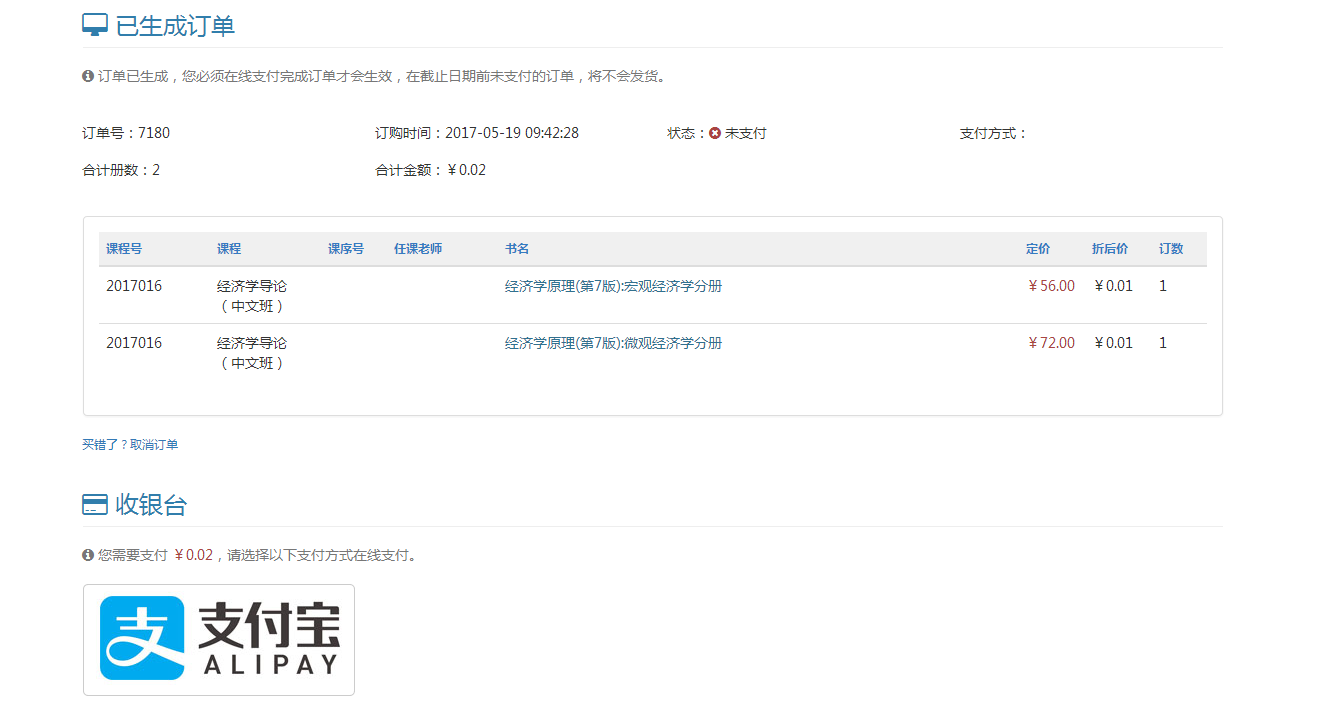 已生成订单
订单已生成，您必须在线支付完成订单才会生效，在截止日期前未支付的订单，将不会发货。
订单号：7180 订购时间：2017-05-19 09:42:28 状态： 未支付 支付方式：
合计册数：2 合计金额：￥0.02
课程号 课程 课序号 任课老师 书名 定价 折后价 订数
2017016 经济学导论 经济学原理(第7版):宏观经济学分册 ￥56.00 ￥0.01 1
（中文班）
2017016 经济学导论 经济学原理(第7版):微观经济学分册 ￥72.00 ￥0.01 1
（中文班）
买错了？取消订单
收银台
您需要支付 ￥0.02，请选择以下支付方式在线支付。
支 支付宝
ALIPAY